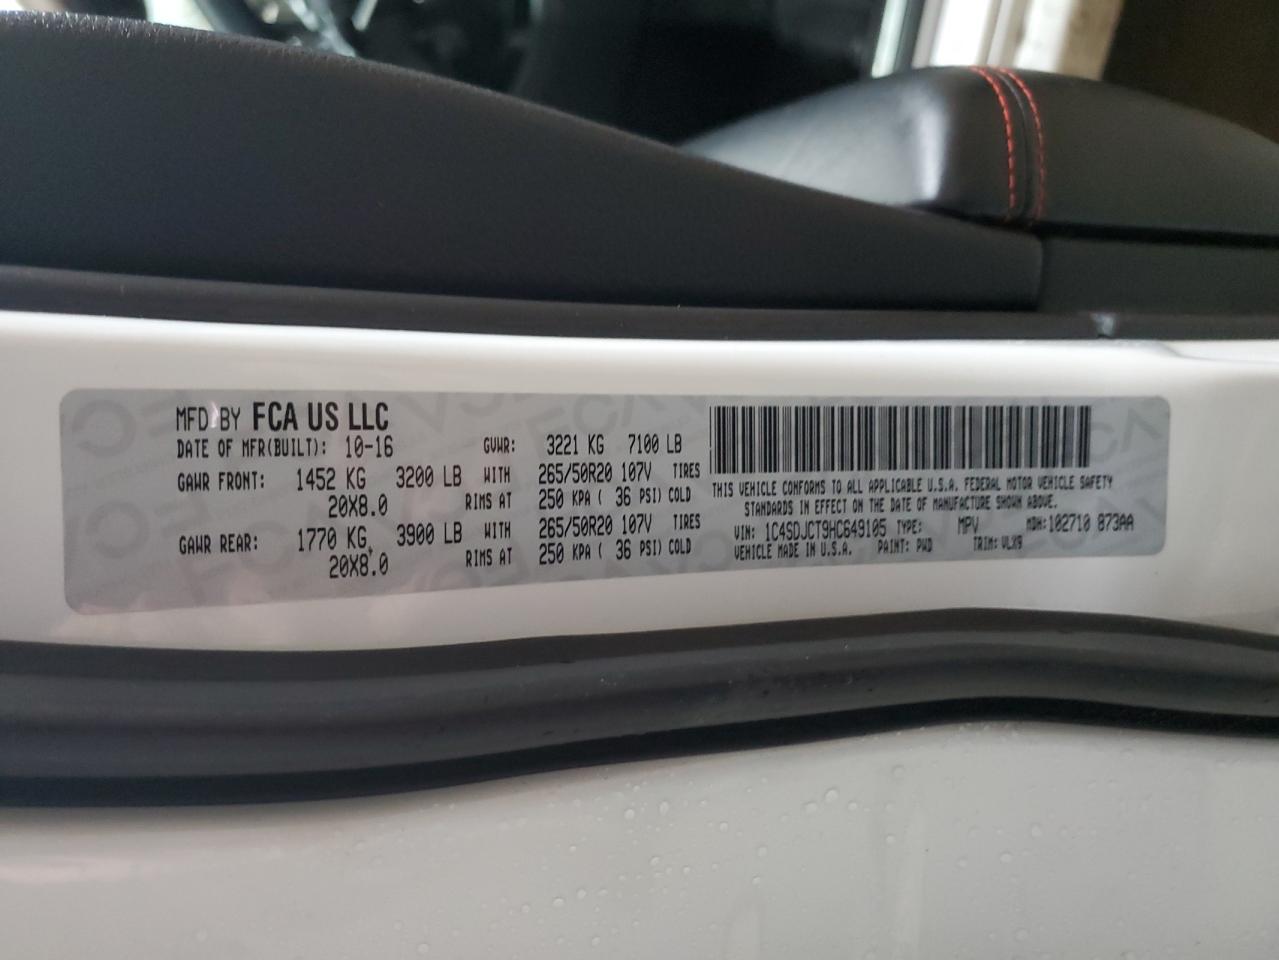 MFD BY FCA US LLC
DATE OF MFR(BUILT): 10-16 GVWR: 3221 KG 7100 LB
GAWR FRONT: 1452 KG 3200 LB WITH 265/50R20 107V TIRES
20X8.0 RIMS AT 250 KPA ( 36 PSI) COLD
GAWR REAR: 1770 KG 3900 LB WITH 265/50R20 107V TIRES
20X8.0 RIMS AT 250 KPA ( 36 PSI) COLD
THIS VEHICLE CONFORMS TO ALL APPLICABLE U.S.A. FEDERAL MOTOR VEHICLE SAFETY
STANDARDS IN EFFECT ON THE DATE OF MANUFACTURE SHOWN ABOVE.
VIN: 1C4SDJCT9HC649105 TYPE: MPV MDH: 102710 873AA
VEHICLE MADE IN U.S.A. PAINT: PWD TRIM: VLX9